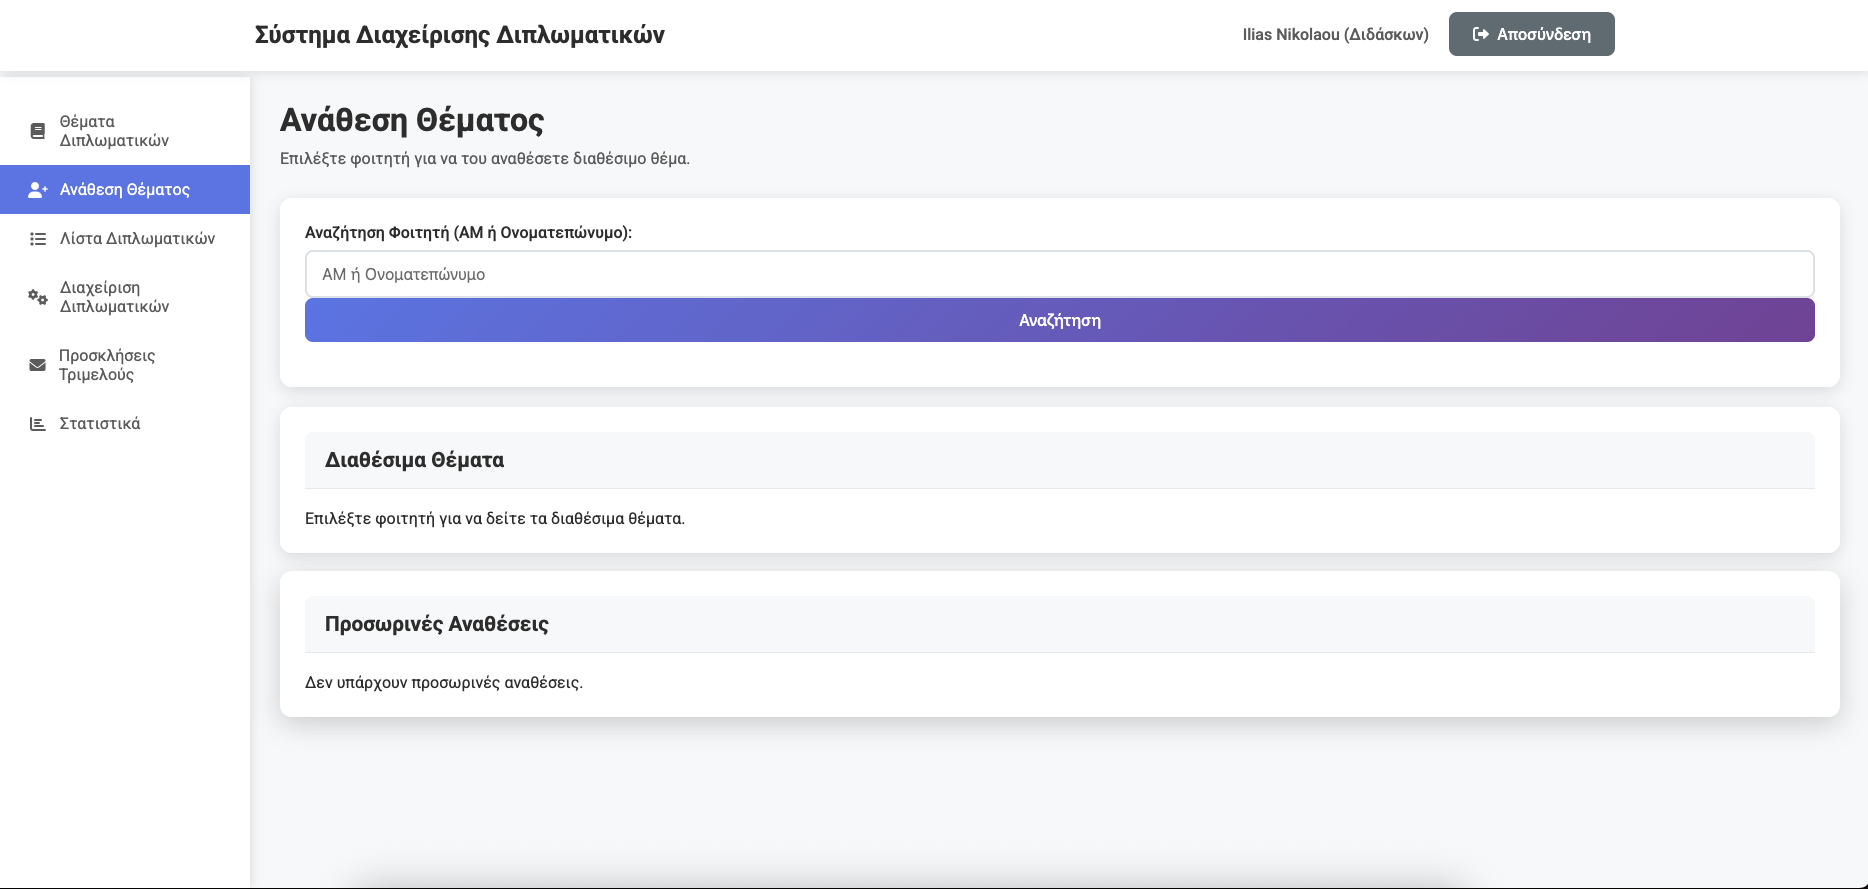 Σύστημα Διαχείρισης Διπλωματικών
Ilias Nikolaou (Διδάσκων)
Αποσύνδεση
Θέματα
Διπλωματικών
Ανάθεση Θέματος
Λίστα Διπλωματικών
Διαχείριση
Διπλωματικών
Προσκλήσεις
Τριμελούς
Στατιστικά
Ανάθεση Θέματος
Επιλέξτε φοιτητή για να του αναθέσετε διαθέσιμο θέμα.
Αναζήτηση Φοιτητή (ΑΜ ή Ονοματεπώνυμο):
ΑΜ ή Ονοματεπώνυμο
Αναζήτηση
Διαθέσιμα Θέματα
Επιλέξτε φοιτητή για να δείτε τα διαθέσιμα θέματα.
Προσωρινές Αναθέσεις
Δεν υπάρχουν προσωρινές αναθέσεις.